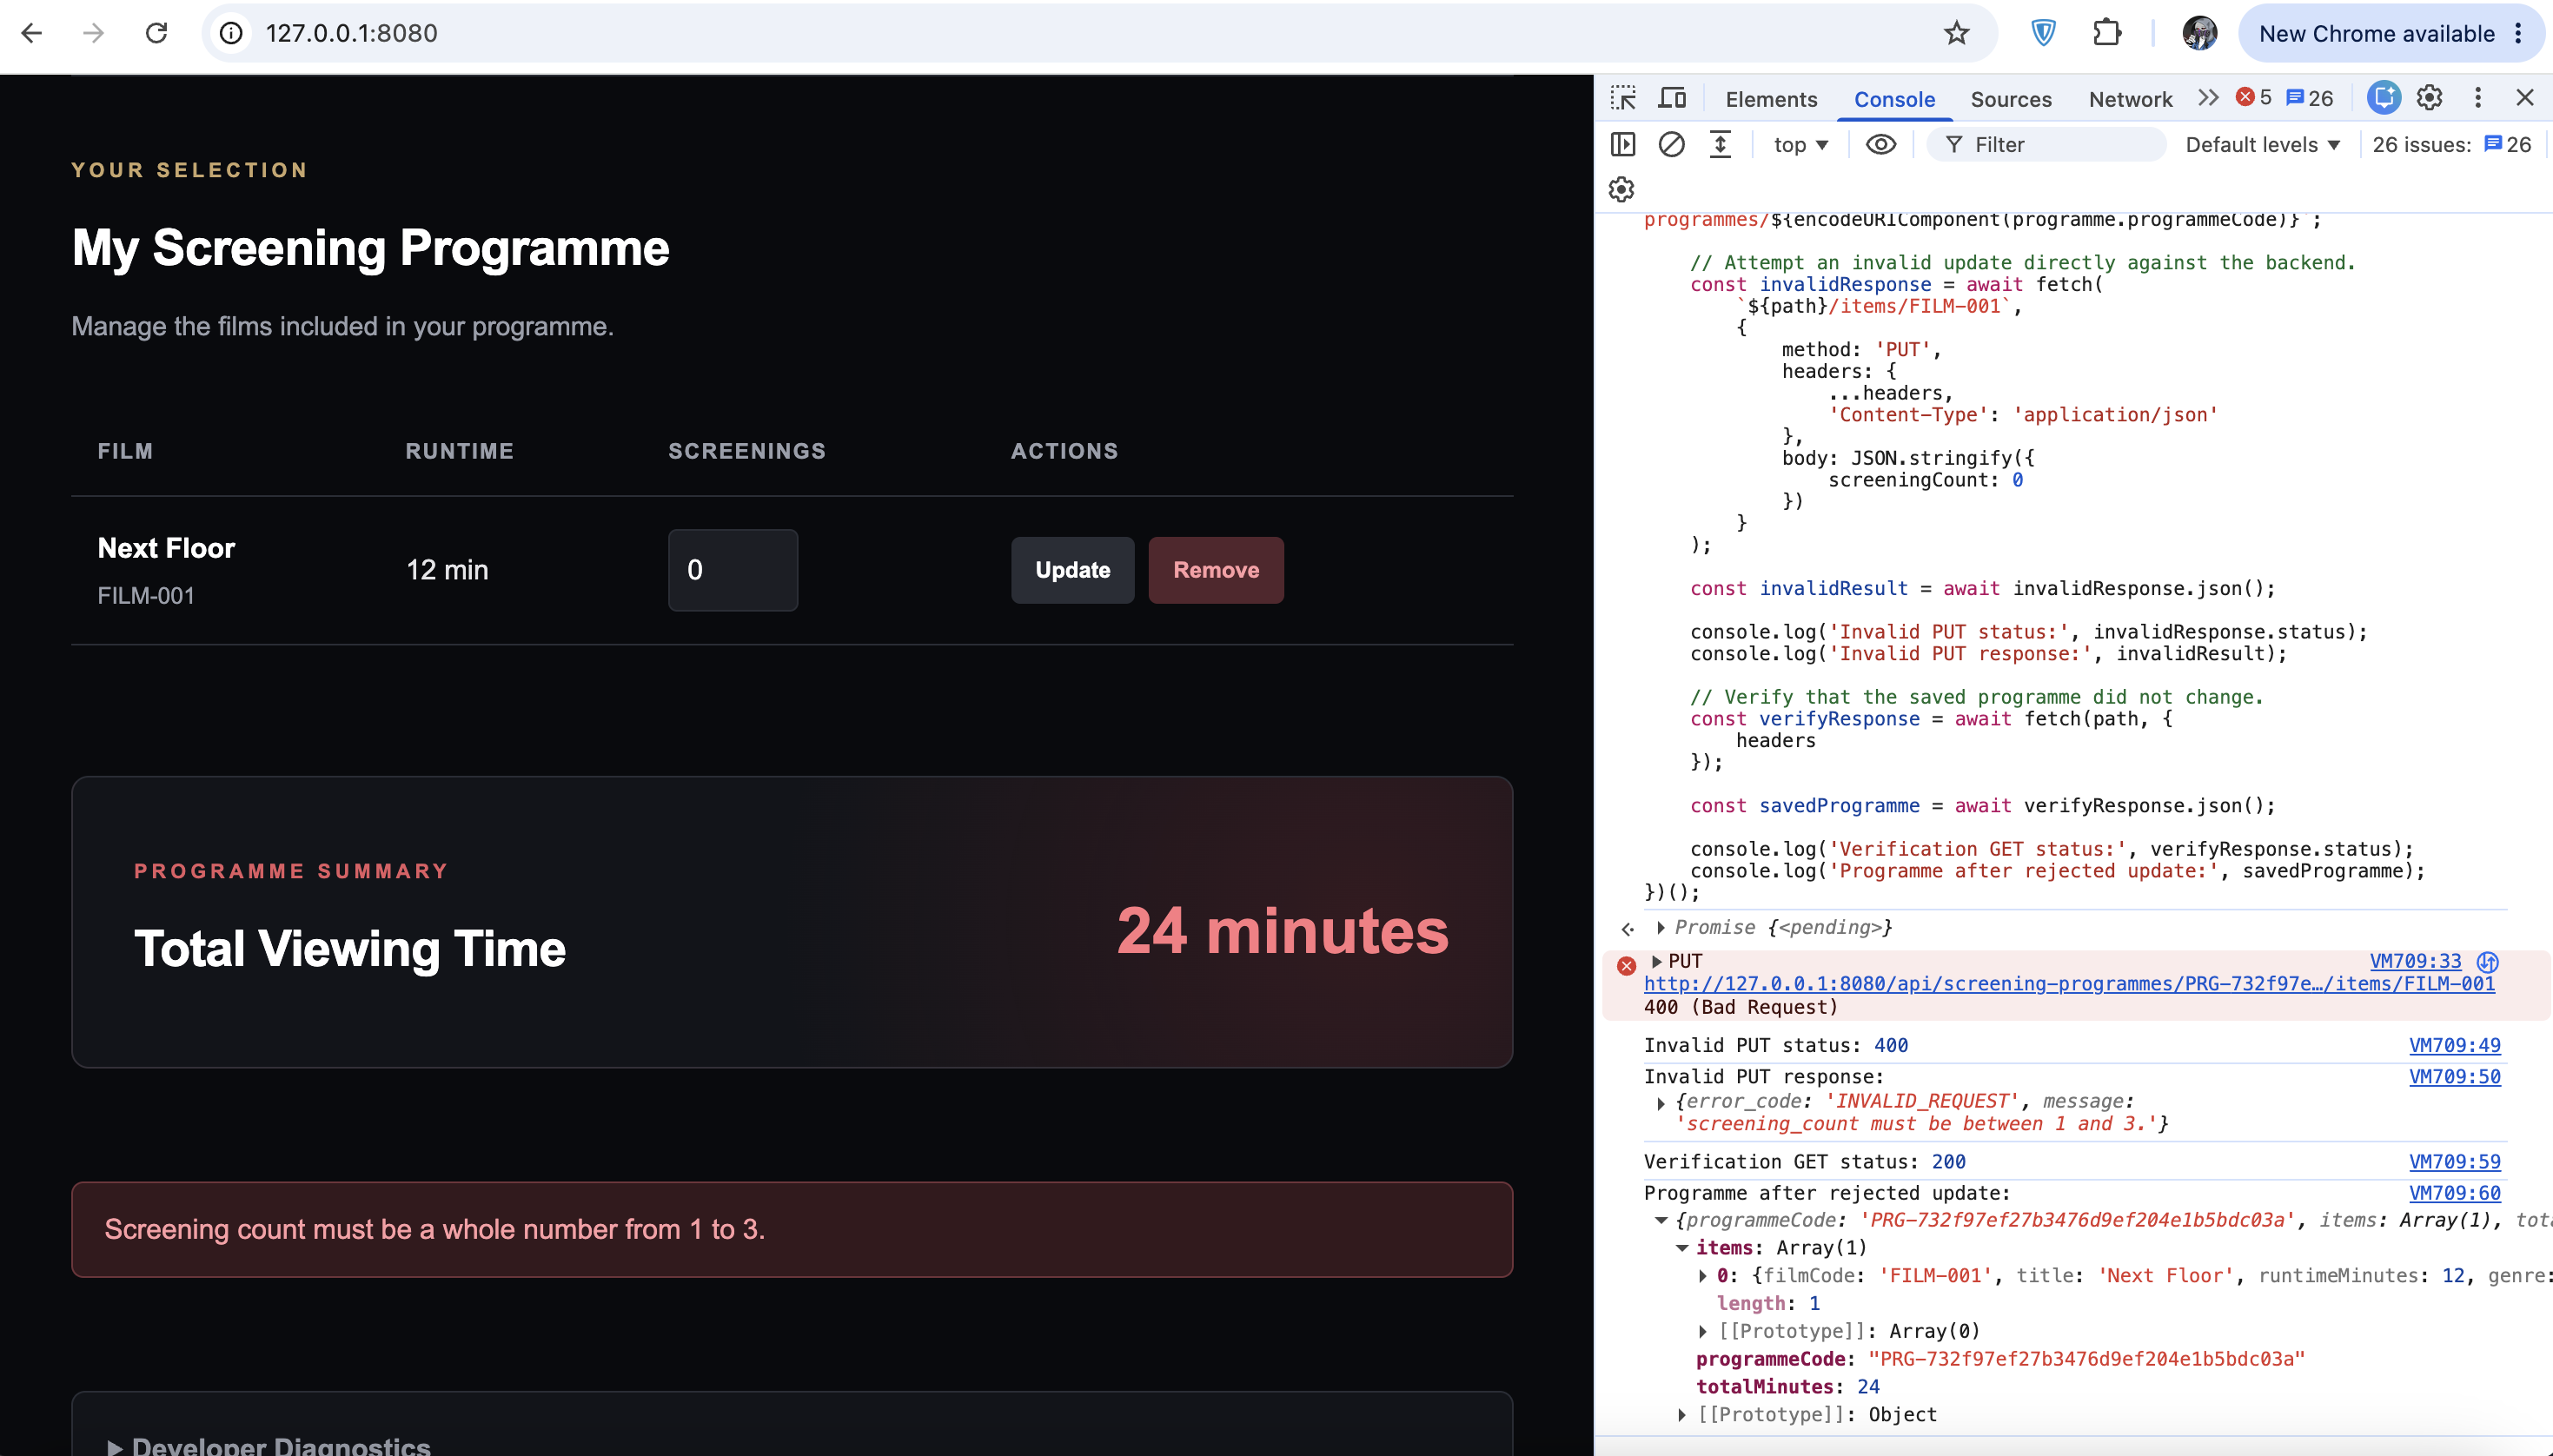 127.0.0.1:8080
New Chrome available
YOUR SELECTION
My Screening Programme
Manage the films included in your programme.
FILM RUNTIME SCREENINGS ACTIONS
Next Floor
FILM-001
12 min
0
Update Remove
PROGRAMME SUMMARY
Total Viewing Time
24 minutes
Screening count must be a whole number from 1 to 3.
Developer Diagnostics
Elements Console Sources Network 5 26
top Filter Default levels 26 issues: 26
programmes/${encodeURIComponent(programme.programmeCode)}`;
// Attempt an invalid update directly against the backend.
const invalidResponse = await fetch(
`${path}/items/FILM-001`,
{
method: 'PUT',
headers: {
...headers,
'Content-Type': 'application/json'
},
body: JSON.stringify({
screeningCount: 0
})
}
);
const invalidResult = await invalidResponse.json();
console.log('Invalid PUT status:', invalidResponse.status);
console.log('Invalid PUT response:', invalidResult);
// Verify that the saved programme did not change.
const verifyResponse = await fetch(path, {
headers
});
const savedProgramme = await verifyResponse.json();
console.log('Verification GET status:', verifyResponse.status);
console.log('Programme after rejected update:', savedProgramme);
})();
Promise {<pending>}
PUT VM709:33
http://127.0.0.1:8080/api/screening-programmes/PRG-732f97e…/items/FILM-001
400 (Bad Request)
Invalid PUT status: 400 VM709:49
Invalid PUT response: VM709:50
{error_code: 'INVALID_REQUEST', message:
'screening_count must be between 1 and 3.'}
Verification GET status: 200 VM709:59
Programme after rejected update: VM709:60
{programmeCode: 'PRG-732f97ef27b3476d9ef204e1b5bdc03a', items: Array(1), tota
items: Array(1)
0: {filmCode: 'FILM-001', title: 'Next Floor', runtimeMinutes: 12, genre:
length: 1
[[Prototype]]: Array(0)
programmeCode: "PRG-732f97ef27b3476d9ef204e1b5bdc03a"
totalMinutes: 24
[[Prototype]]: Object